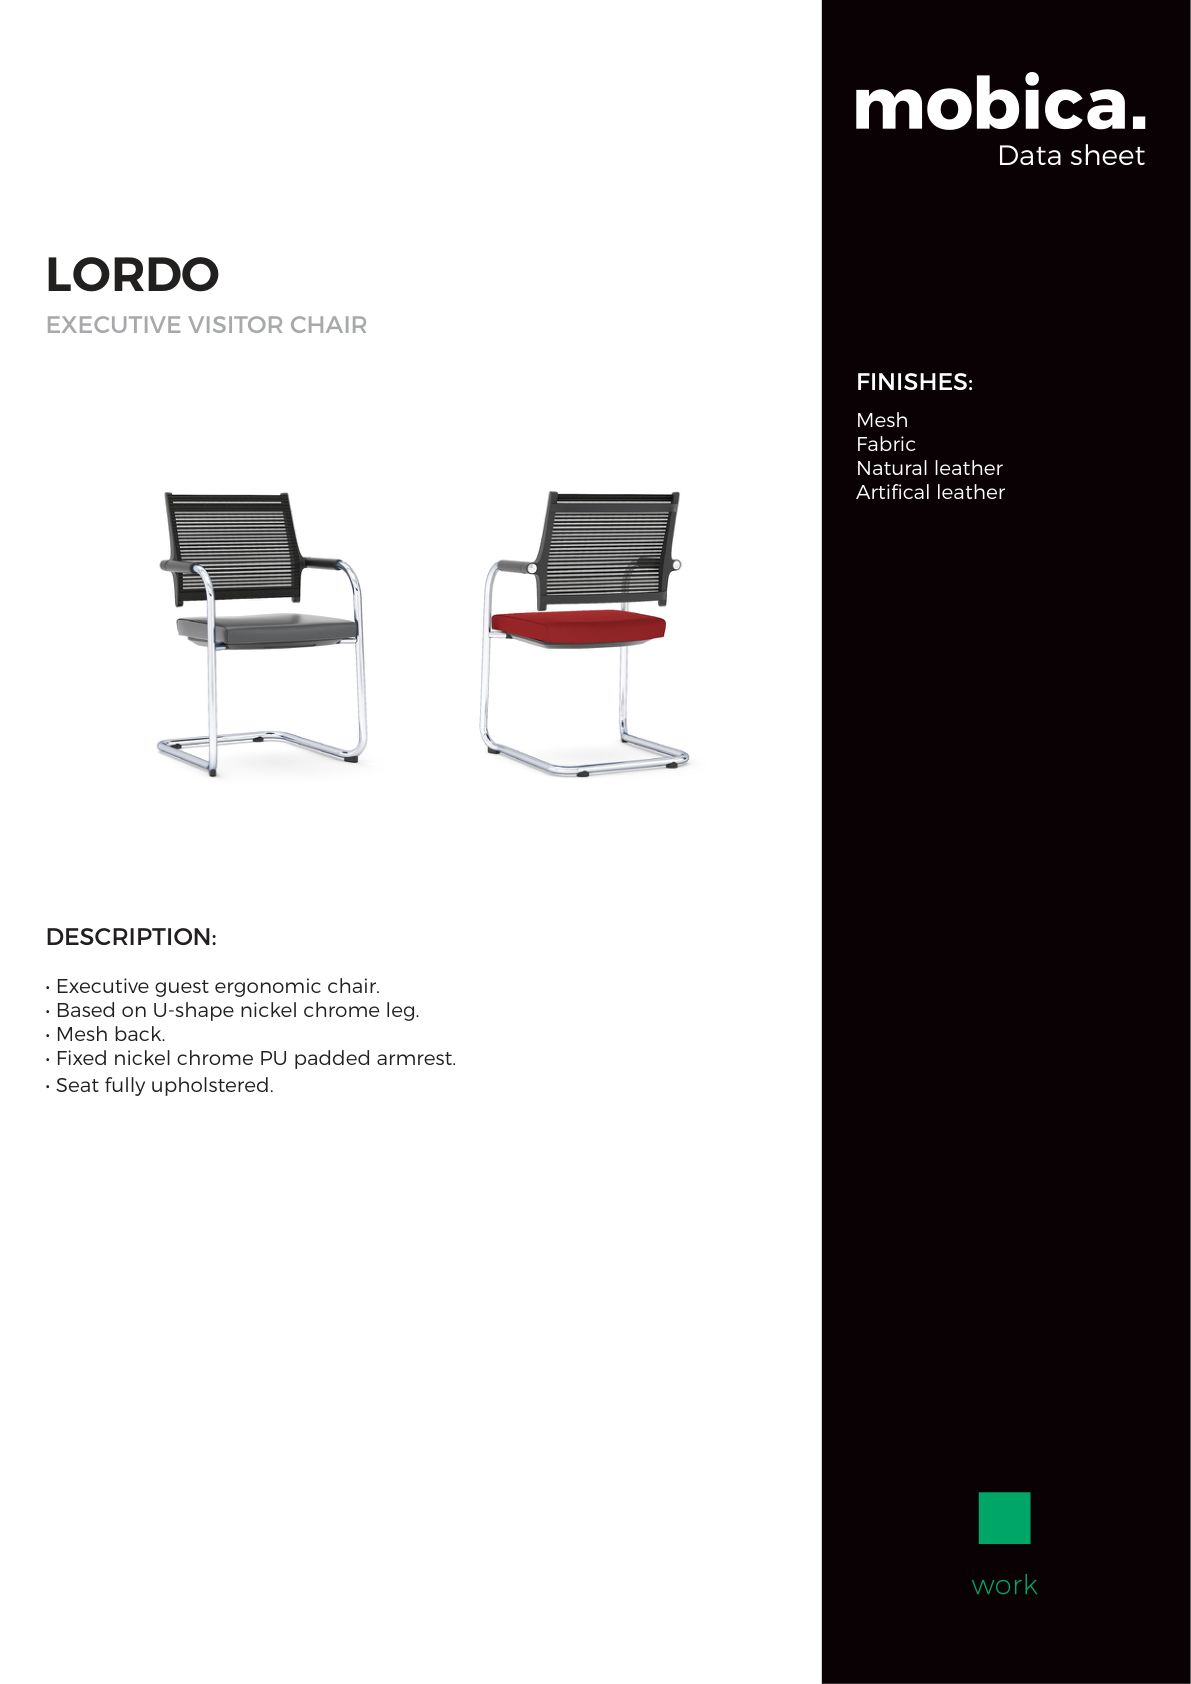 mobica.
Data sheet
LORDO
EXECUTIVE VISITOR CHAIR
FINISHES:
Mesh
Fabric
Natural leather
Artifical leather
DESCRIPTION:
• Executive guest ergonomic chair.
• Based on U-shape nickel chrome leg.
• Mesh back.
• Fixed nickel chrome PU padded armrest.
• Seat fully upholstered.
work